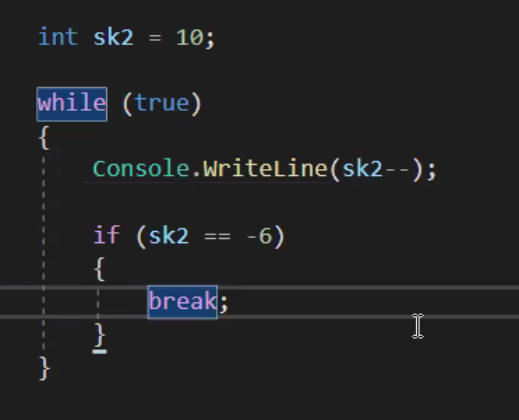 int sk2 = 10;
while (true)
{
Console.WriteLine(sk2--);
if (sk2 == -6)
{
break;
}
}